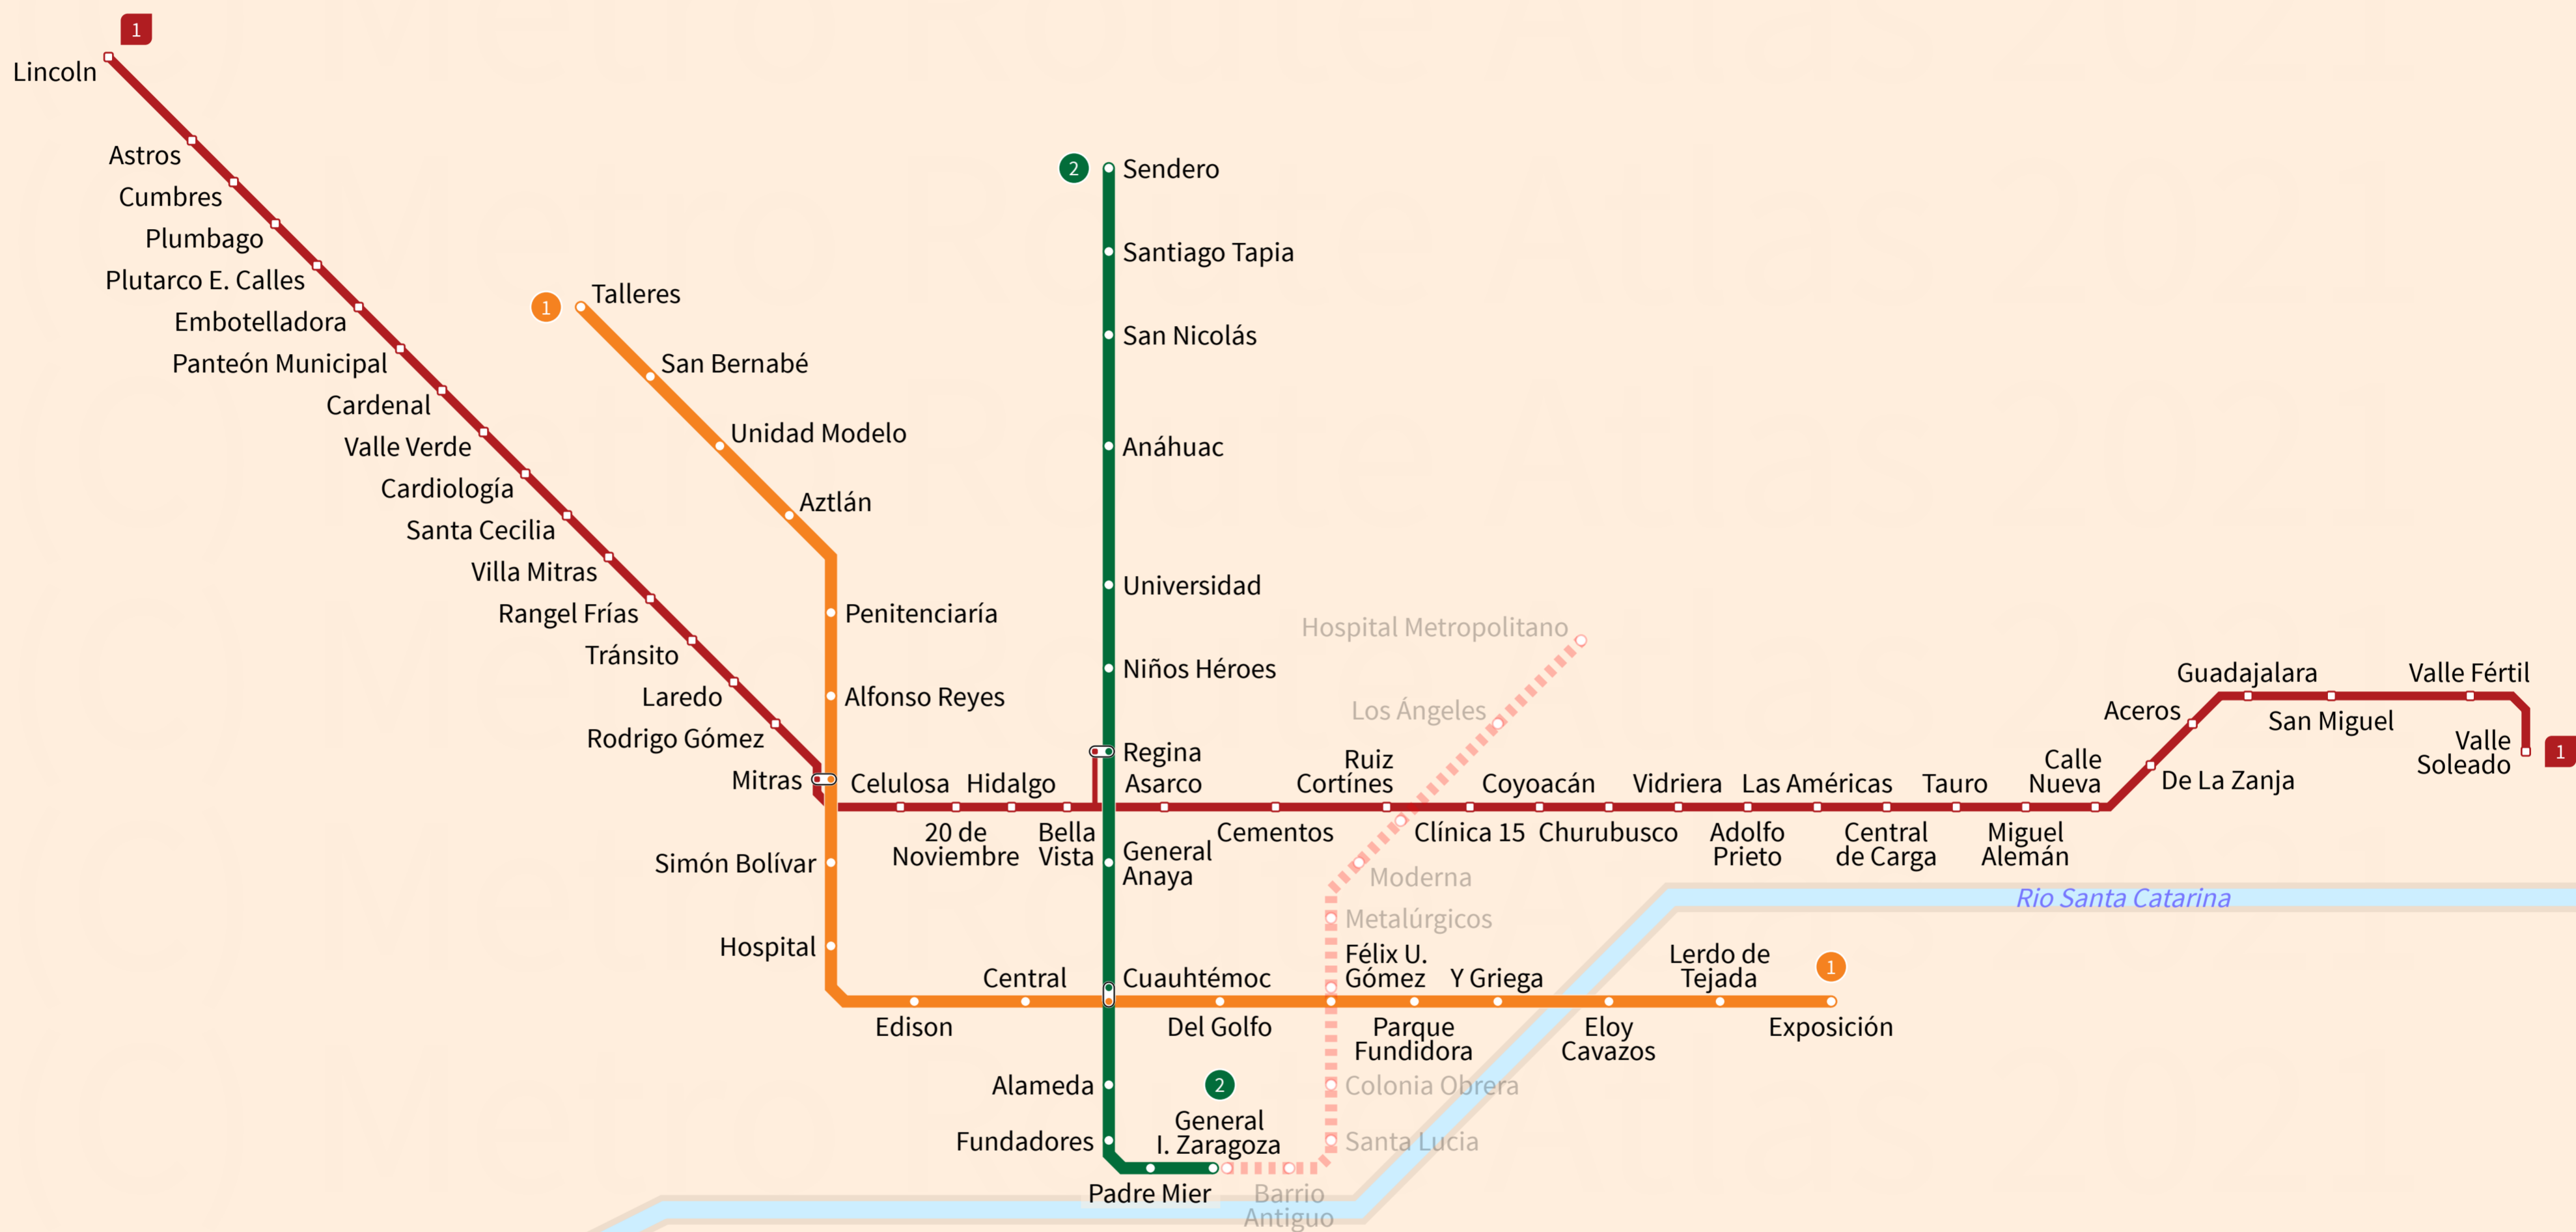 1
Lincoln
Astros
Cumbres
Plumbago
Plutarco E. Calles
Embotelladora
Panteón Municipal
Cardenal
Valle Verde
Cardiología
Santa Cecilia
Villa Mitras
Rangel Frías
Tránsito
Laredo
Rodrigo Gómez
Mitras
1
Talleres
San Bernabé
Unidad Modelo
Aztlán
Penitenciaría
Alfonso Reyes
Simón Bolívar
Hospital
Edison
Central
Cuauhtémoc
Del Golfo
Félix U.
Gómez
Parque
Fundidora
Y Griega
Eloy
Cavazos
Lerdo de
Tejada
Exposición
1
2
Sendero
Santiago Tapia
San Nicolás
Anáhuac
Universidad
Niños Héroes
Regina
General
Anaya
Alameda
Fundadores
Padre Mier
General
I. Zaragoza
2
Celulosa
20 de
Noviembre
Hidalgo
Bella
Vista
Asarco
Cementos
Ruiz
Cortínes
Clínica 15
Coyoacán
Churubusco
Vidriera
Adolfo
Prieto
Las Américas
Central
de Carga
Tauro
Miguel
Alemán
Calle
Nueva
De La Zanja
Aceros
Guadajalara
San Miguel
Valle Fértil
Valle
Soleado
1
Hospital Metropolitano
Los Ángeles
Moderna
Metalúrgicos
Colonia Obrera
Santa Lucia
Barrio
Antiguo
Rio Santa Catarina